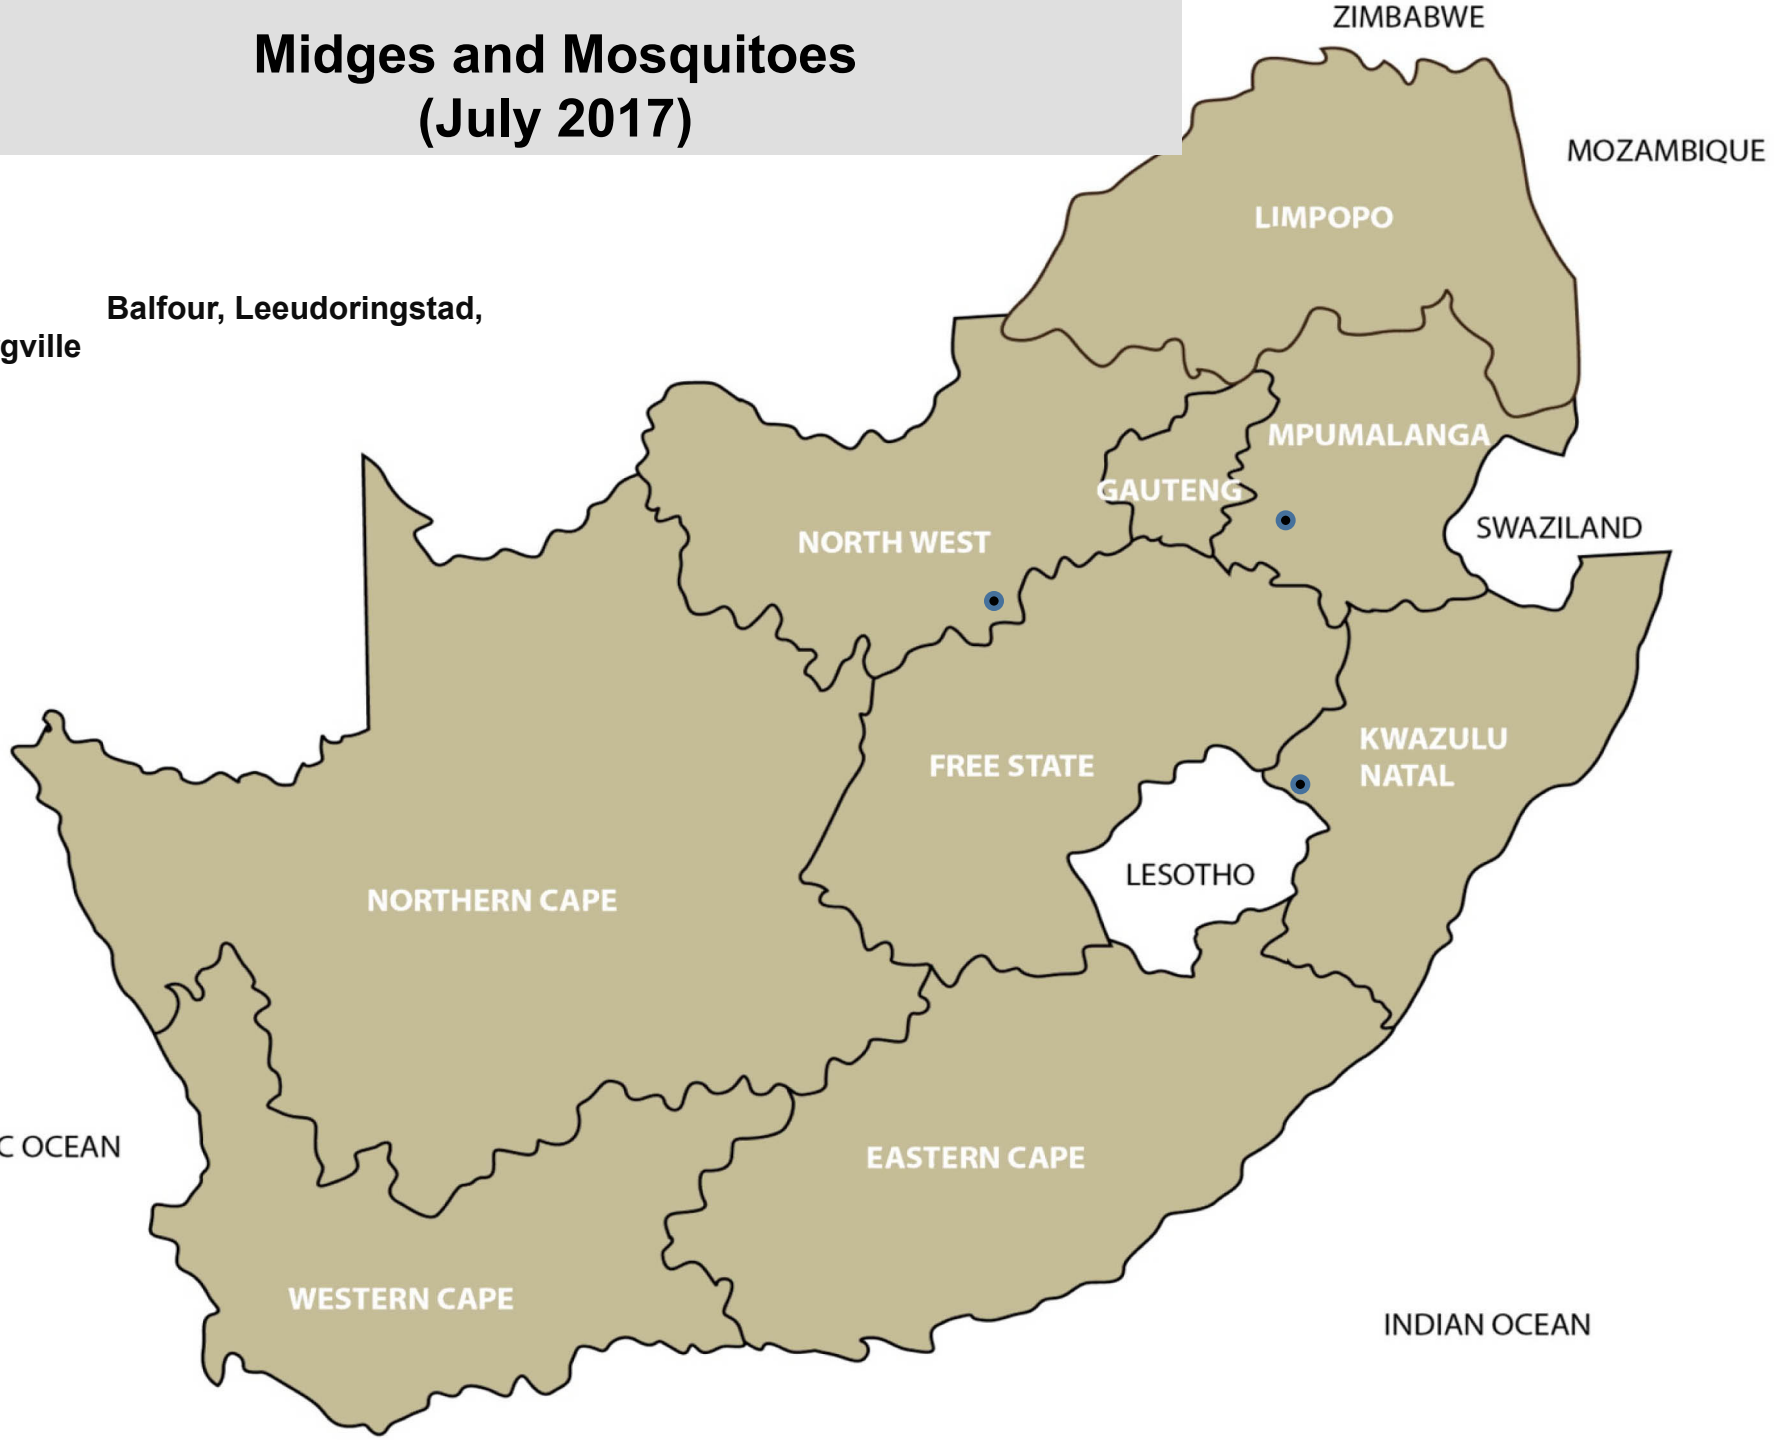 Midges and Mosquitoes
(July 2017)
ZIMBABWE
MOZAMBIQUE
LIMPOPO
Balfour, Leeudoringstad,
gville
MPUMALANGA
GAUTENG
SWAZILAND
NORTH WEST
KWAZULU
NATAL
FREE STATE
LESOTHO
NORTHERN CAPE
C OCEAN
EASTERN CAPE
WESTERN CAPE
INDIAN OCEAN